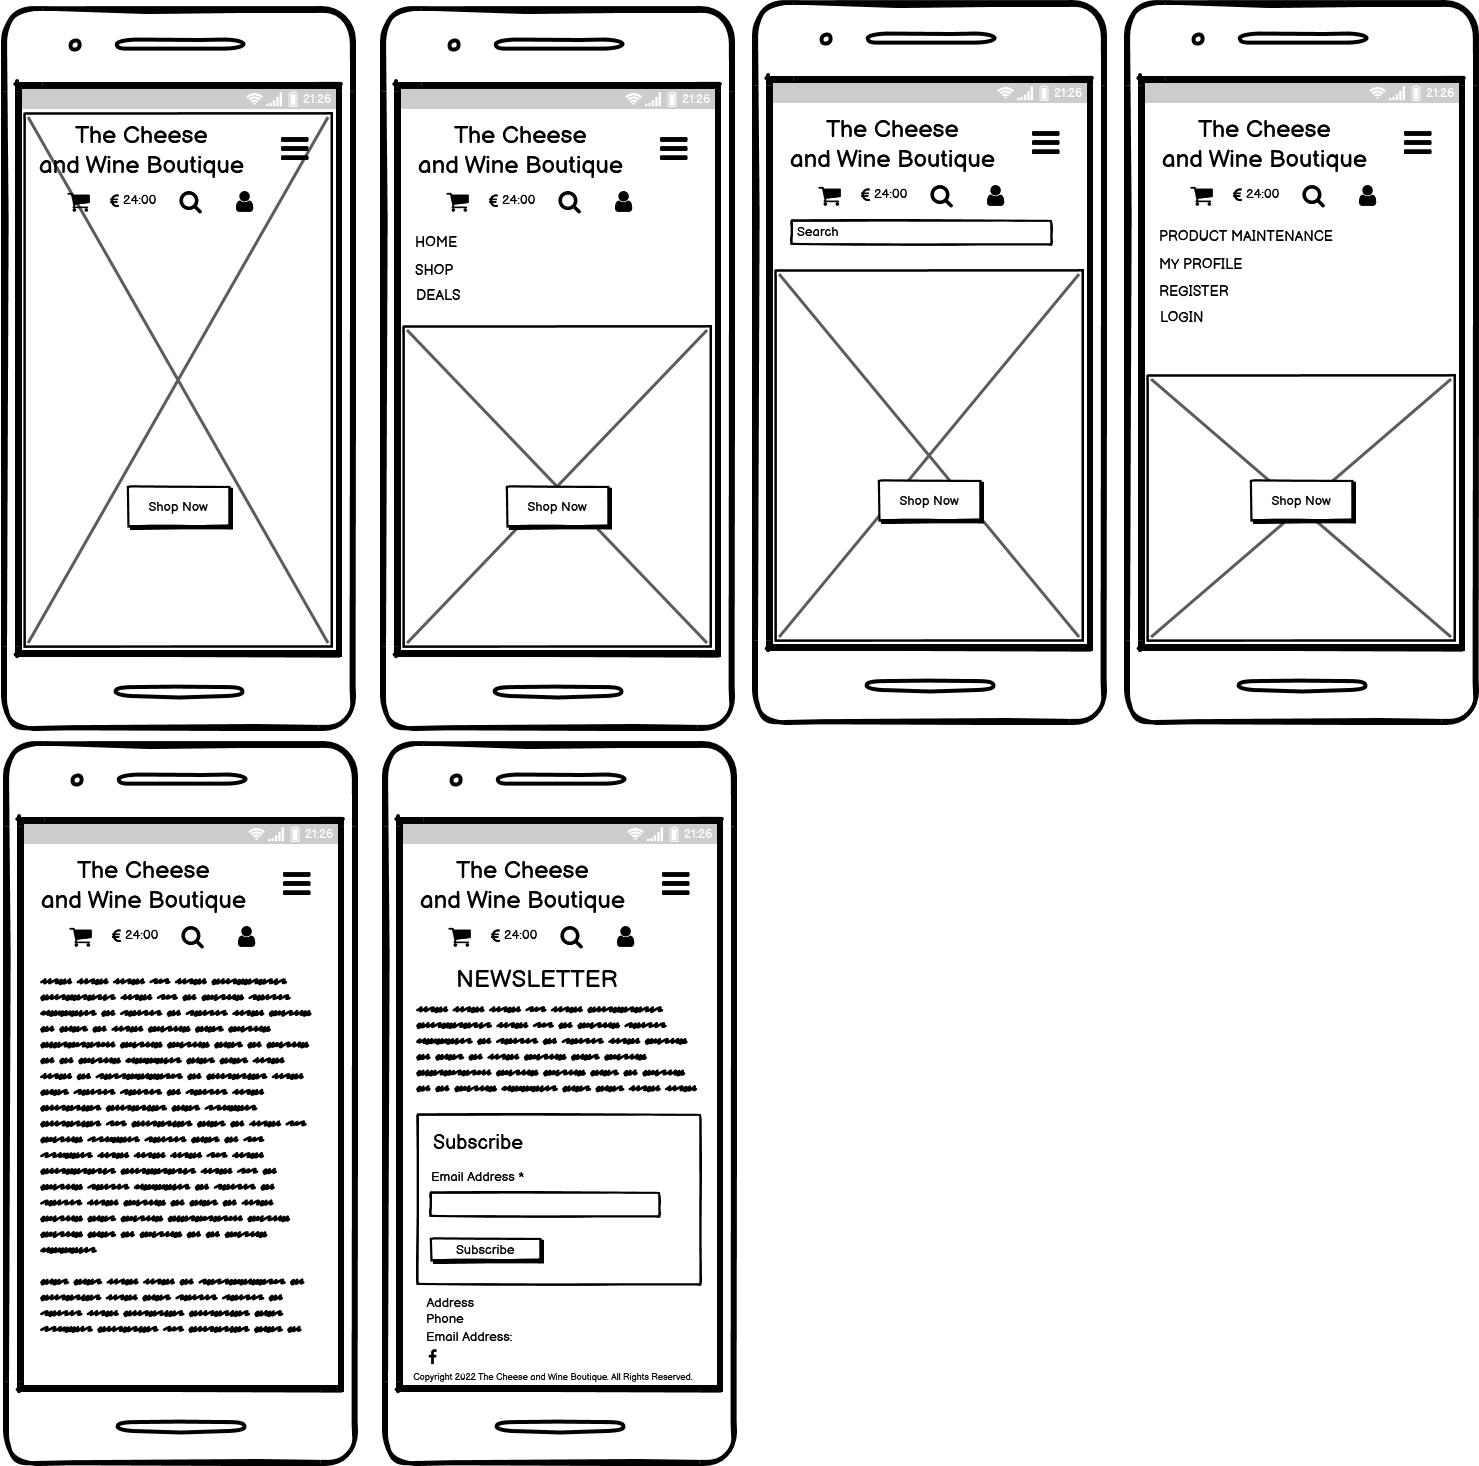 21:26
The Cheese
and Wine Boutique
€ 24:00
Shop Now
21:26
The Cheese
and Wine Boutique
€ 24:00
HOME
SHOP
DEALS
Shop Now
21:26
The Cheese
and Wine Boutique
€ 24:00
Search
Shop Now
21:26
The Cheese
and Wine Boutique
€ 24:00
PRODUCT MAINTENANCE
MY PROFILE
REGISTER
LOGIN
Shop Now
21:26
The Cheese
and Wine Boutique
€ 24:00
21:26
The Cheese
and Wine Boutique
€ 24:00
NEWSLETTER
Subscribe
Email Address *
Subscribe
Address
Phone
Email Address:
Copyright 2022 The Cheese and Wine Boutique. All Rights Reserved.